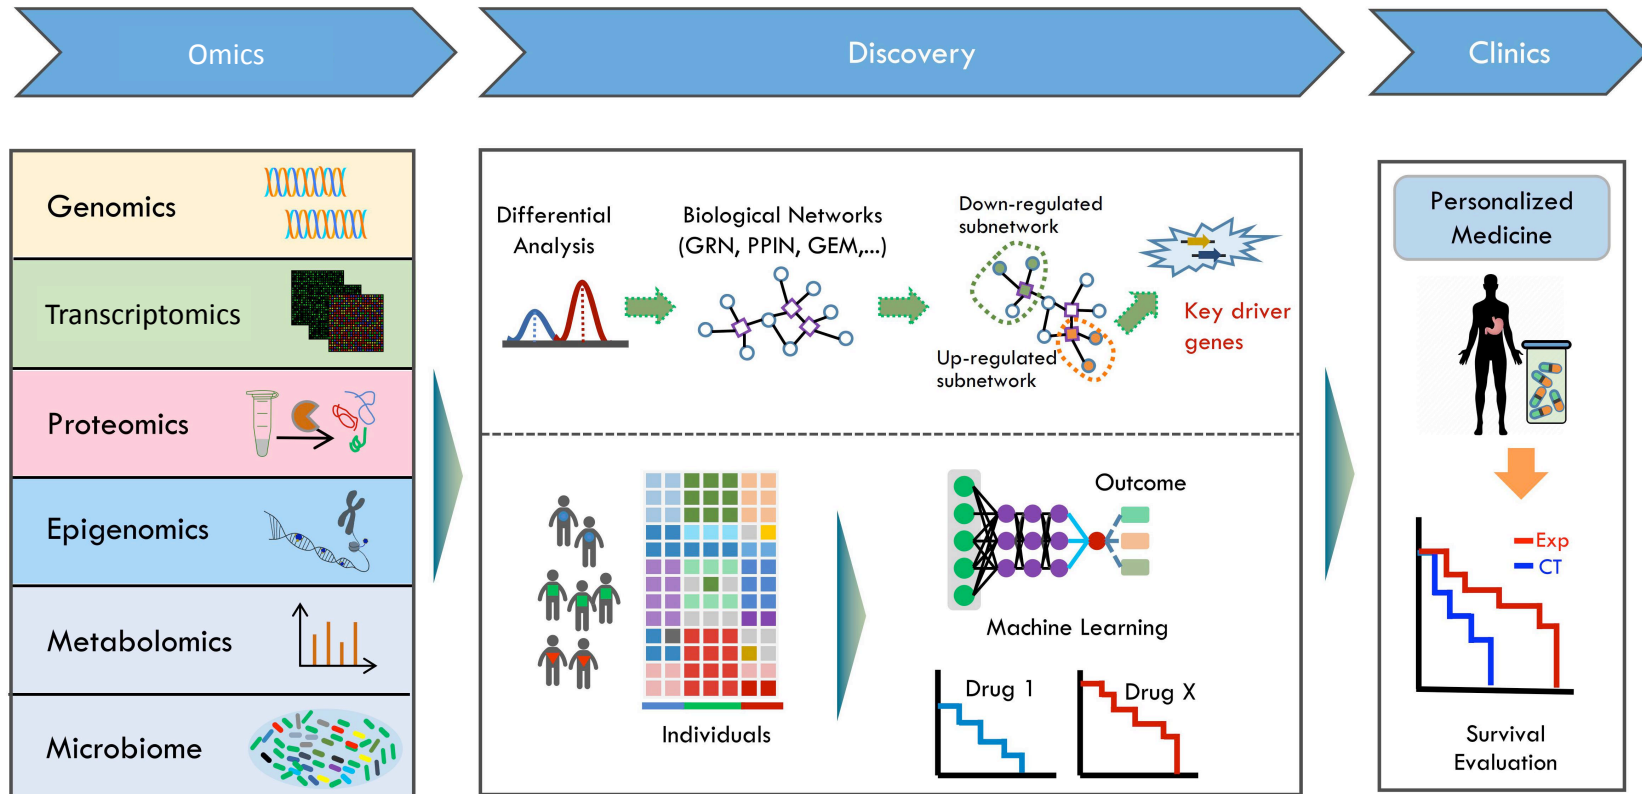 Omics
Discovery
Clinics
Genomics
Transcriptomics
Proteomics
Epigenomics
Metabolomics
Microbiome
Differential
Analysis
Biological Networks
(GRN, PPIN, GEM,...)
Down-regulated
subnetwork
Up-regulated
subnetwork
Key driver
genes
Individuals
Outcome
Machine Learning
Drug 1
Drug X
Personalized
Medicine
Exp
CT
Survival
Evaluation